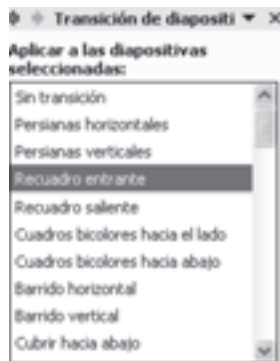 Transición de diapositi
Aplicar a las diapositivas
seleccionadas:
Sin transición
Persianas horizontales
Persianas verticales
Recuadro entrante
Recuadro saliente
Cuadros bicolores hacia el lado
Cuadros bicolores hacia abajo
Barrido horizontal
Barrido vertical
Cubrir hacia abajo